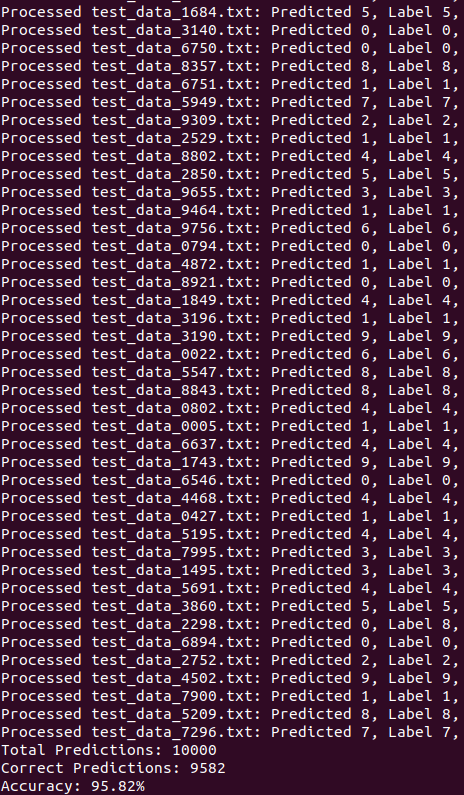 Processed test_data_1684.txt: Predicted 5, Label 5,
Processed test_data_3140.txt: Predicted 0, Label 0,
Processed test_data_6750.txt: Predicted 0, Label 0,
Processed test_data_8357.txt: Predicted 8, Label 8,
Processed test_data_6751.txt: Predicted 1, Label 1,
Processed test_data_5949.txt: Predicted 7, Label 7,
Processed test_data_9309.txt: Predicted 2, Label 2,
Processed test_data_2529.txt: Predicted 1, Label 1,
Processed test_data_8802.txt: Predicted 4, Label 4,
Processed test_data_2850.txt: Predicted 5, Label 5,
Processed test_data_9655.txt: Predicted 3, Label 3,
Processed test_data_9464.txt: Predicted 1, Label 1,
Processed test_data_9756.txt: Predicted 6, Label 6,
Processed test_data_0794.txt: Predicted 0, Label 0,
Processed test_data_4872.txt: Predicted 1, Label 1,
Processed test_data_8921.txt: Predicted 0, Label 0,
Processed test_data_1849.txt: Predicted 4, Label 4,
Processed test_data_3196.txt: Predicted 1, Label 1,
Processed test_data_3190.txt: Predicted 9, Label 9,
Processed test_data_0022.txt: Predicted 6, Label 6,
Processed test_data_5547.txt: Predicted 8, Label 8,
Processed test_data_8843.txt: Predicted 8, Label 8,
Processed test_data_0802.txt: Predicted 4, Label 4,
Processed test_data_0005.txt: Predicted 1, Label 1,
Processed test_data_6637.txt: Predicted 4, Label 4,
Processed test_data_1743.txt: Predicted 9, Label 9,
Processed test_data_6546.txt: Predicted 0, Label 0,
Processed test_data_4468.txt: Predicted 4, Label 4,
Processed test_data_0427.txt: Predicted 1, Label 1,
Processed test_data_5195.txt: Predicted 4, Label 4,
Processed test_data_7995.txt: Predicted 3, Label 3,
Processed test_data_1495.txt: Predicted 3, Label 3,
Processed test_data_5691.txt: Predicted 4, Label 4,
Processed test_data_3860.txt: Predicted 5, Label 5,
Processed test_data_2298.txt: Predicted 0, Label 8,
Processed test_data_6894.txt: Predicted 0, Label 0,
Processed test_data_2752.txt: Predicted 2, Label 2,
Processed test_data_4502.txt: Predicted 9, Label 9,
Processed test_data_7900.txt: Predicted 1, Label 1,
Processed test_data_5209.txt: Predicted 8, Label 8,
Processed test_data_7296.txt: Predicted 7, Label 7,
Total Predictions: 10000
Correct Predictions: 9582
Accuracy: 95.82%